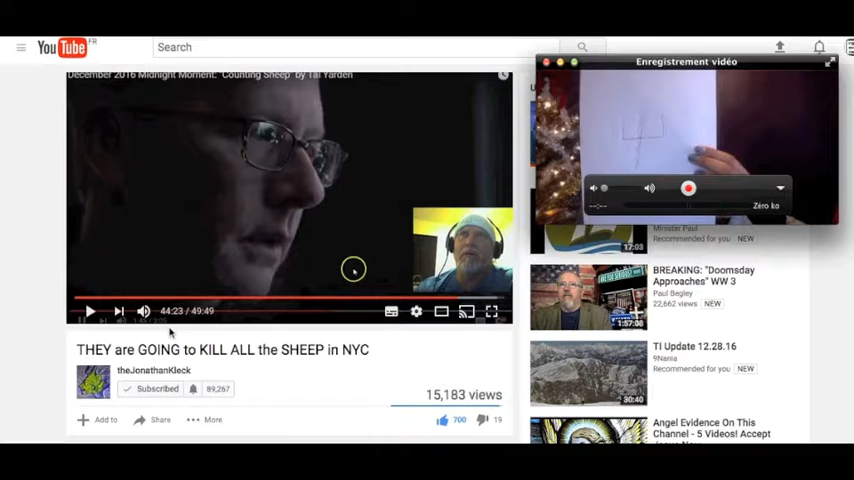 YouTube FR
Search
December 2016 Midnight Moment: "Counting Sheep" by Tal Yarden
44:23 / 49:49
THEY are GOING to KILL ALL the SHEEP in NYC
theJonathanKleck
Subscribed 89,267
15,183 views
Add to Share More
700 19
Enregistrement vidéo
--:-- Zéro ko
Recommended for you NEW
17:03
BREAKING: "Doomsday
Approaches" WW 3
Paul Begley
22,662 views NEW
1:57:08
TI Update 12.28.16
9Nania
Recommended for you NEW
30:40
Angel Evidence On This
Channel - 5 Videos! Accept